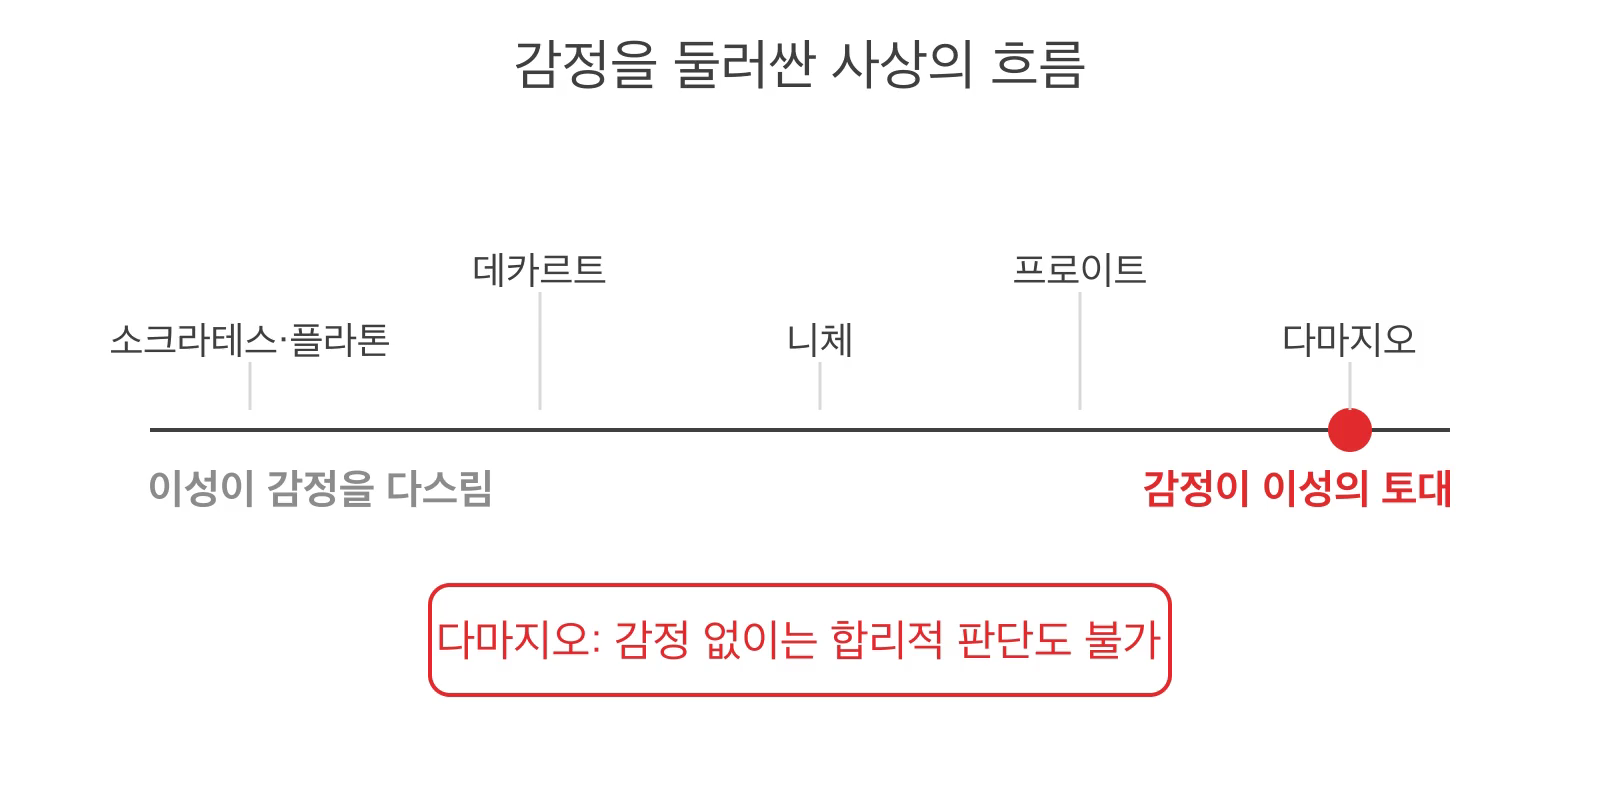 감정을 둘러싼 사상의 흐름
데카르트
프로이트
소크라테스·플라톤
니체
다마지오
이성이 감정을 다스림
감정이 이성의 토대
다마지오: 감정 없이는 합리적 판단도 불가